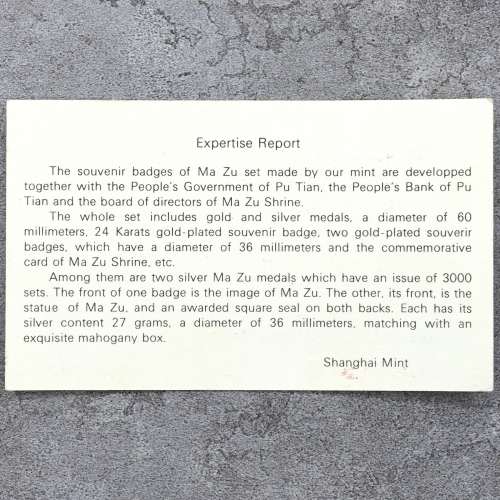 Expertise Report
The souvenir badges of Ma Zu set made by our mint are developped
together with the People's Government of Pu Tian, the People's Bank of Pu
Tian and the board of directors of Ma Zu Shrine.
The whole set includes gold and silver medals, a diameter of 60
millimeters, 24 Karats gold-plated souvenir badge, two gold-plated souverir
badges, which have a diameter of 36 millimeters and the commemorative
card of Ma Zu Shrine, etc.
Among them are two silver Ma Zu medals which have an issue of 3000
sets. The front of one badge is the image of Ma Zu. The other, its front, is the
statue of Ma Zu, and an awarded square seal on both backs. Each has its
silver content 27 grams, a diameter of 36 millimeters, matching with an
exquisite mahogany box.
Shanghai Mint